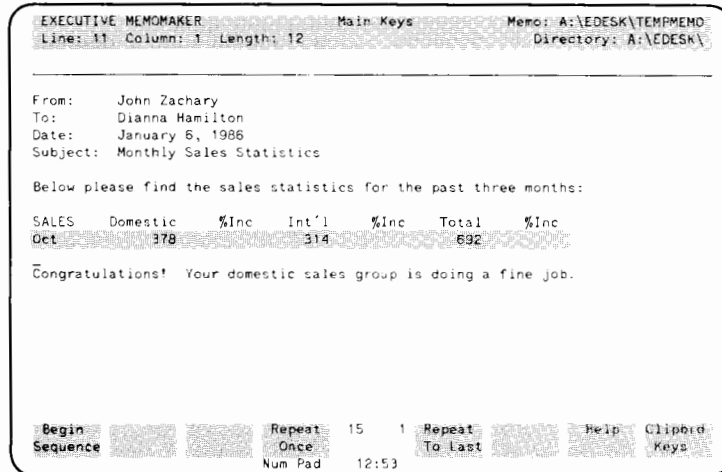 EXECUTIVE MEMOMAKER Main Keys Memo: A:\EDESK\TEMPMEMO
Line: 11 Column: 1 Length: 12 Directory: A:\EDESK\
From: John Zachary
To: Dianna Hamilton
Date: January 6, 1986
Subject: Monthly Sales Statistics
Below please find the sales statistics for the past three months:
SALES Domestic %Inc Int'l %Inc Total %Inc
Oct 378 314 692
Congratulations! Your domestic sales group is doing a fine job.
Begin Repeat 15 1 Repeat Help Clipbrd
Sequence Once To Last Keys
Num Pad 12:53